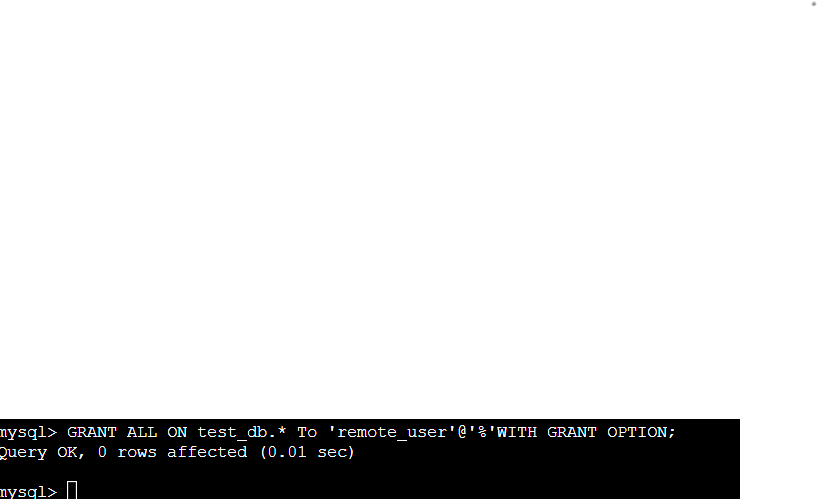 mysql> GRANT ALL ON test_db.* To 'remote_user'@'%'WITH GRANT OPTION;
Query OK, 0 rows affected (0.01 sec)
mysql>